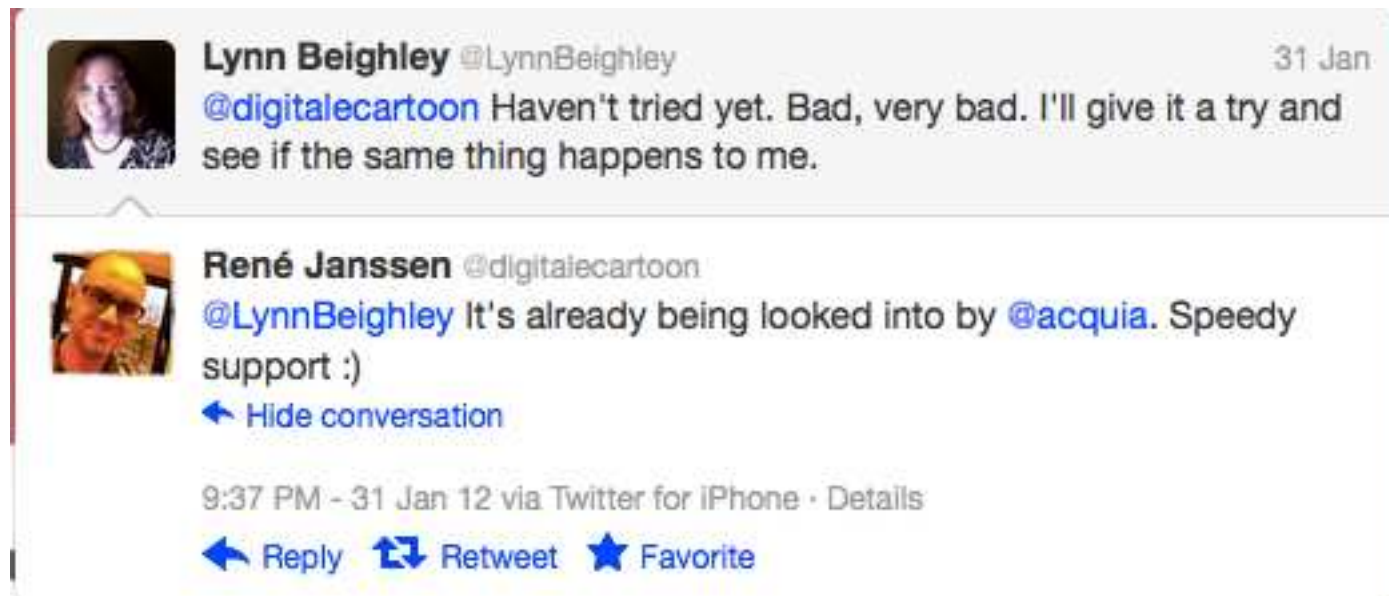 Lynn Beighley @LynnBeighley 31 Jan
@digitalecartoon Haven't tried yet. Bad, very bad. I'll give it a try and
see if the same thing happens to me.
René Janssen @digitalecartoon
@LynnBeighley It's already being looked into by @acquia. Speedy
support :)
Hide conversation
9:37 PM - 31 Jan 12 via Twitter for iPhone · Details
Reply Retweet Favorite